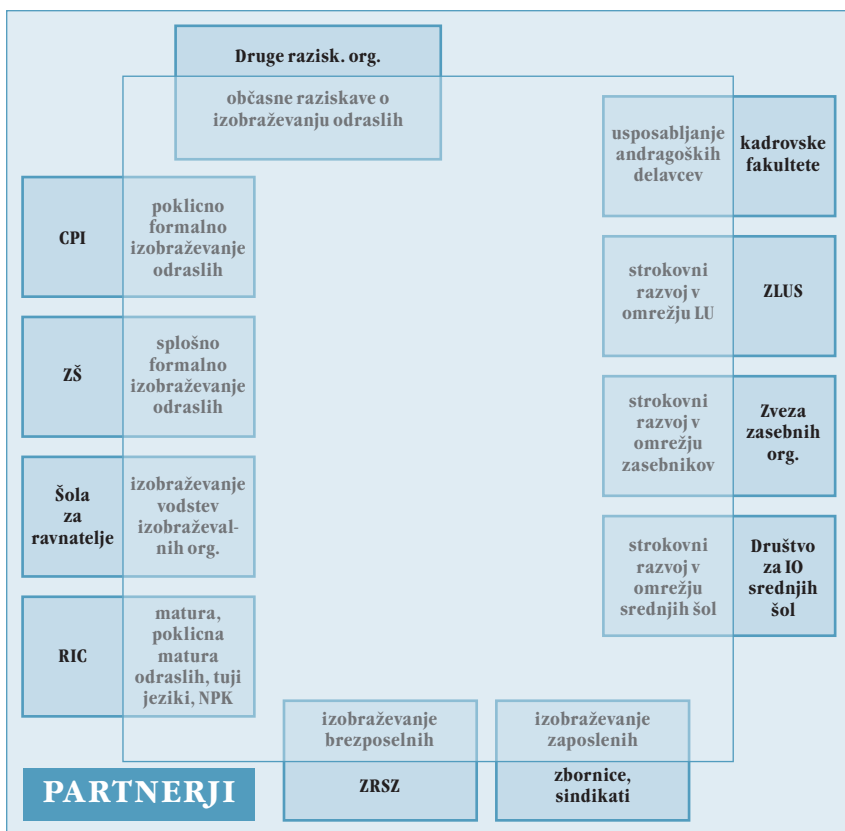 Druge razisk. org.
občasne raziskave o
izobraževanju odraslih
CPI
poklicno
formalno
izobraževanje
odraslih
ZŠ
splošno
formalno
izobraževanje
odraslih
Šola
za
ravnatelje
izobraževanje
vodstev
izobraževal-
nih org.
RIC
matura,
poklicna
matura
odraslih, tuji
jeziki, NPK
usposabljanje
andragoških
delavcev
kadrovske
fakultete
strokovni
razvoj v
omrežju LU
ZLUS
strokovni
razvoj v
omrežju
zasebnikov
Zveza
zasebnih
org.
strokovni
razvoj v
omrežju
srednjih šol
Društvo
za IO
srednjih
šol
izobraževanje
brezposelnih
ZRSZ
izobraževanje
zaposlenih
zbornice,
sindikati
PARTNERJI